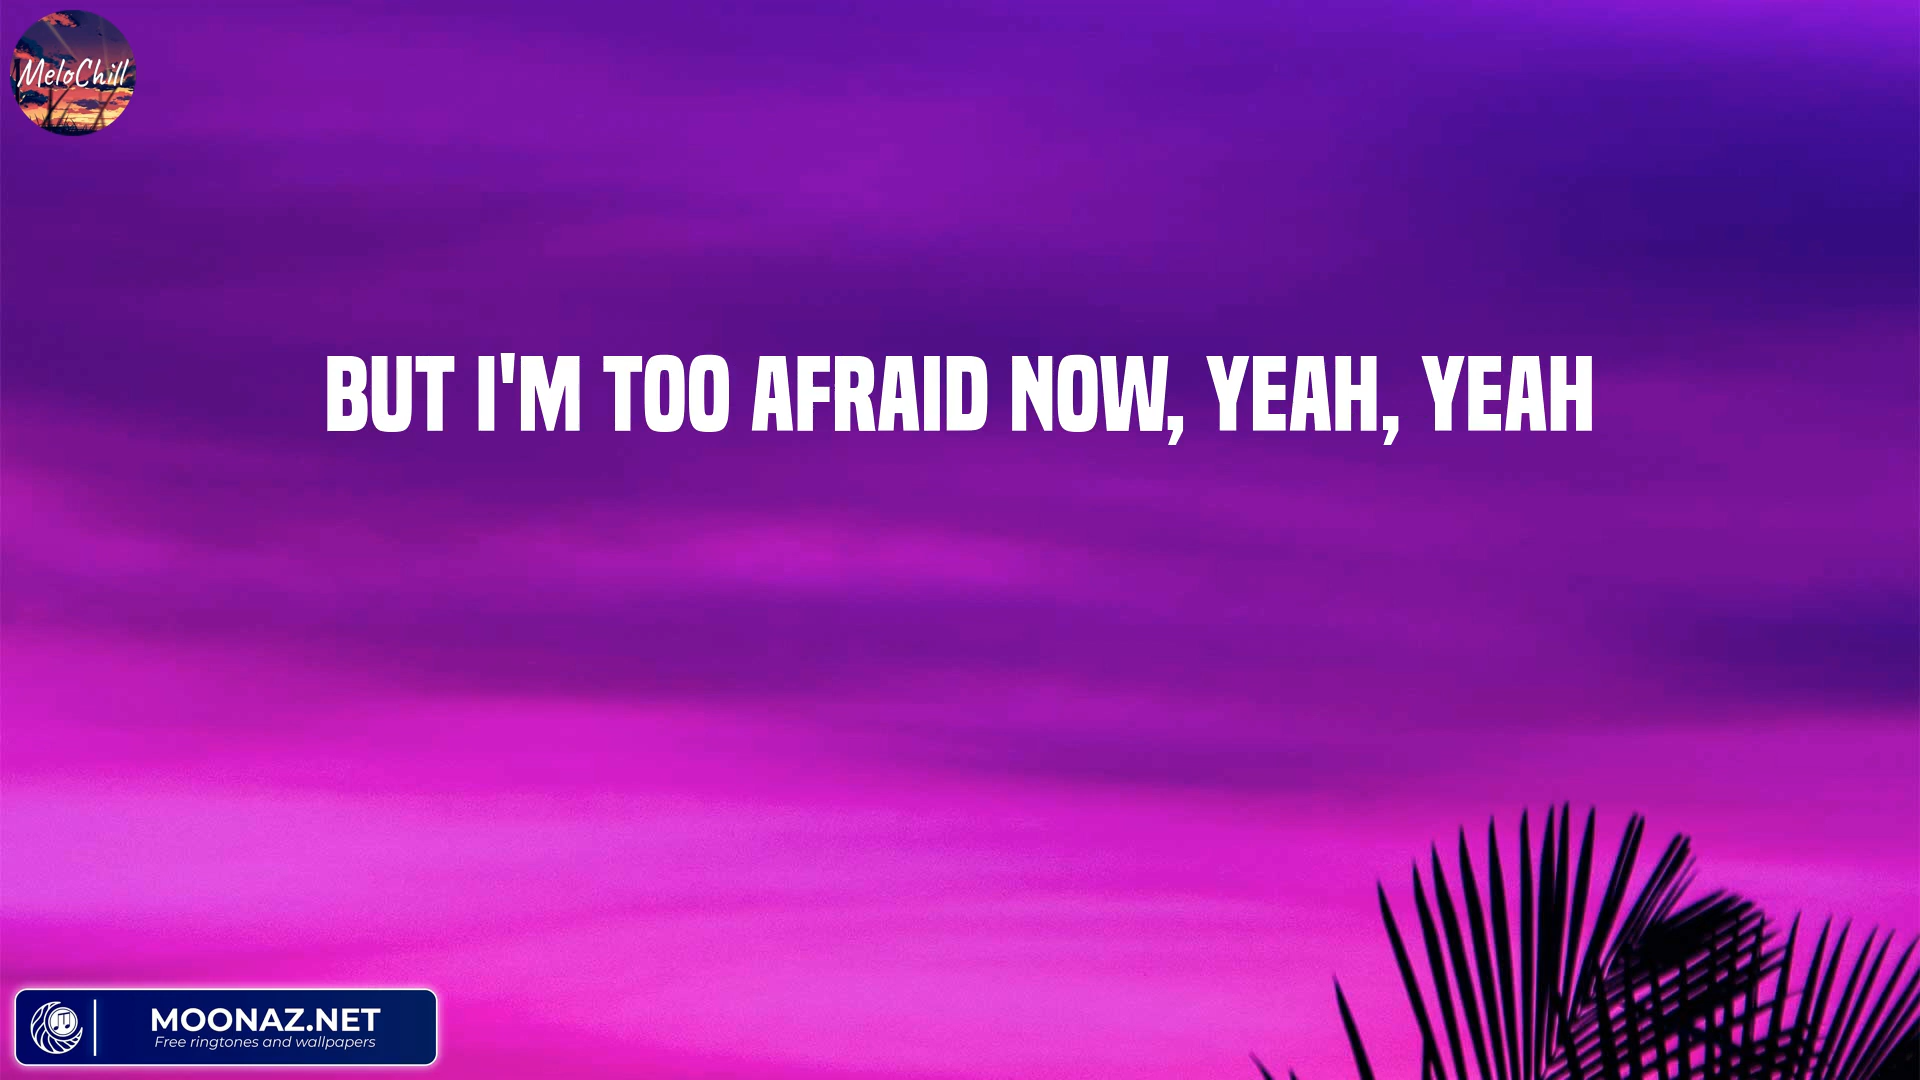 MeloChill
BUT I'M TOO AFRAID NOW, YEAH, YEAH
MOONAZ.NET
Free ringtones and wallpapers